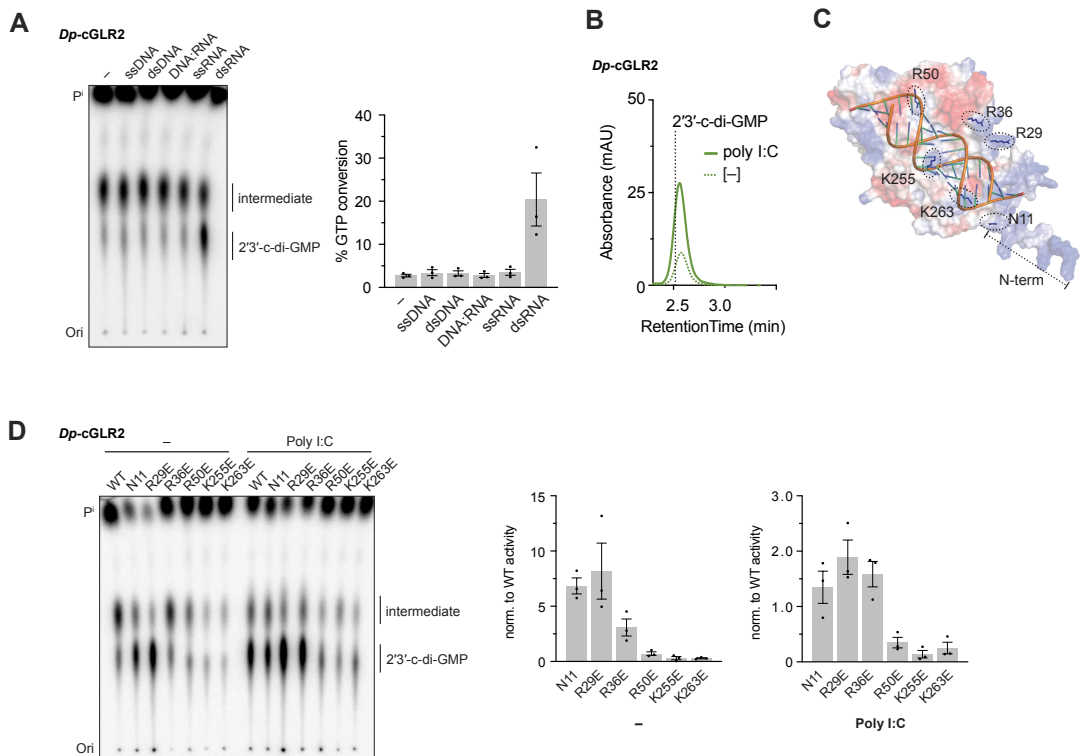 A
Dp-cGLR2
–
ssDNA
dsDNA
DNA:RNA
ssRNA
dsRNA
Pi
intermediate
2'3'-c-di-GMP
Ori
% GTP conversion
40
30
20
10
0
–
ssDNA
dsDNA
DNA:RNA
ssRNA
dsRNA
B
Dp-cGLR2
Absorbance (mAU)
50
25
0
2'3'-c-di-GMP
poly I:C
[–]
2.5
3.0
RetentionTime (min)
C
R50
R36
R29
K255
K263
N11
N-term
D
Dp-cGLR2
–
Poly I:C
WT
N11
R29E
R36E
R50E
K255E
K263E
WT
N11
R29E
R36E
R50E
K255E
K263E
Pi
intermediate
2'3'-c-di-GMP
Ori
norm. to WT activity
15
10
5
0
N11
R29E
R36E
R50E
K255E
K263E
–
norm. to WT activity
3.0
2.0
1.0
0
N11
R29E
R36E
R50E
K255E
K263E
Poly I:C